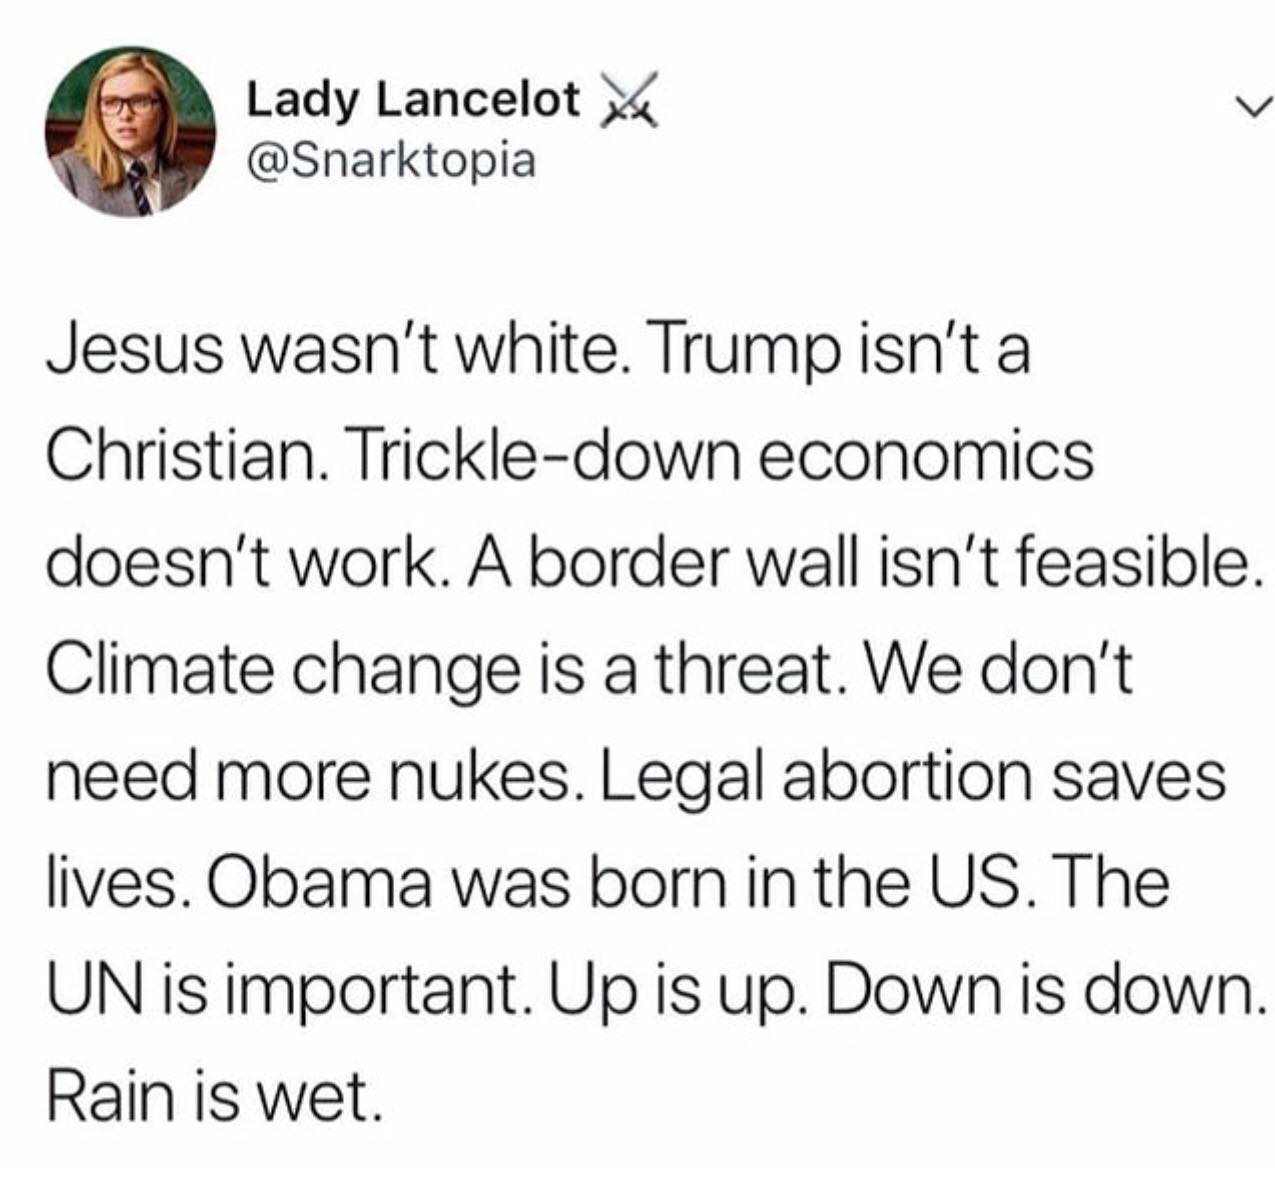 Lady Lancelot ⚔
@Snarktopia
Jesus wasn't white. Trump isn't a
Christian. Trickle-down economics
doesn't work. A border wall isn't feasible.
Climate change is a threat. We don't
need more nukes. Legal abortion saves
lives. Obama was born in the US. The
UN is important. Up is up. Down is down.
Rain is wet.